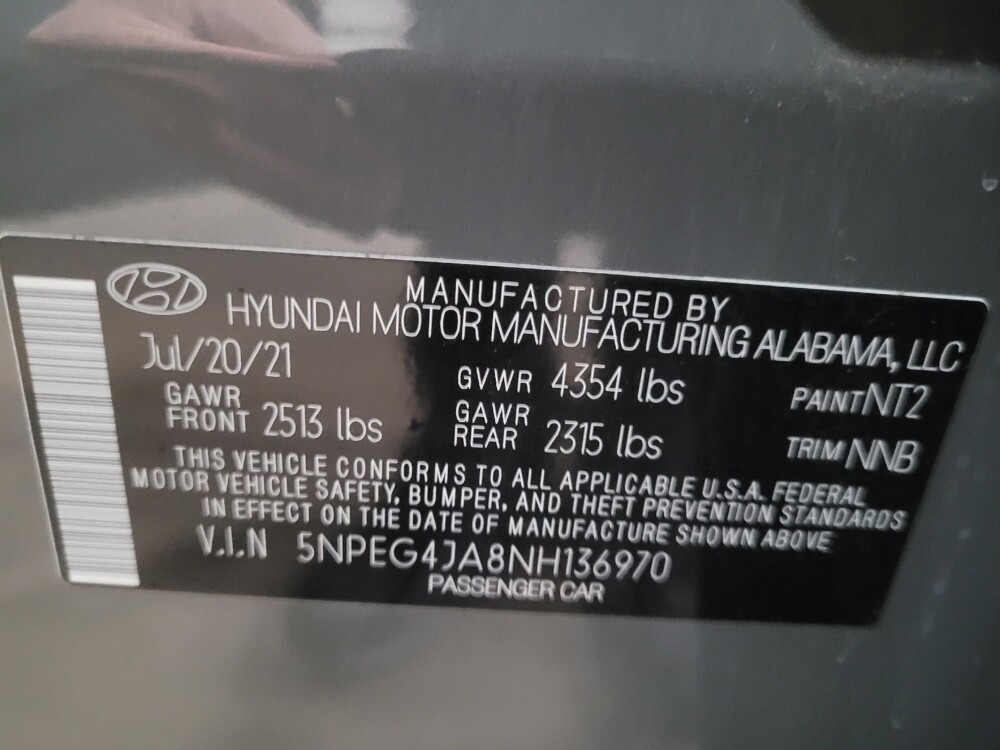 MANUFACTURED BY
HYUNDAI MOTOR MANUFACTURING ALABAMA, LLC
Jul/20/21 GVWR 4354 lbs PAINT NT2
GAWR FRONT 2513 lbs GAWR REAR 2315 lbs TRIM NNB
THIS VEHICLE CONFORMS TO ALL APPLICABLE U.S.A. FEDERAL
MOTOR VEHICLE SAFETY, BUMPER, AND THEFT PREVENTION STANDARDS
IN EFFECT ON THE DATE OF MANUFACTURE SHOWN ABOVE
V.I.N 5NPEG4JA8NH136970
PASSENGER CAR